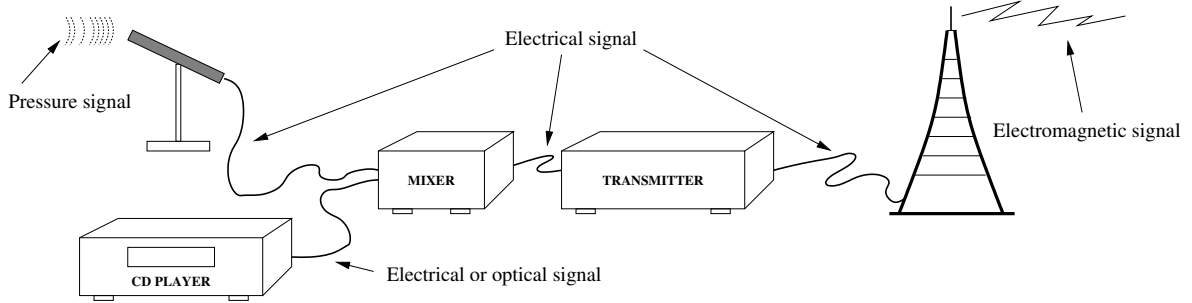 Electrical signal
Pressure signal
Electromagnetic signal
MIXER
TRANSMITTER
CD PLAYER
Electrical or optical signal